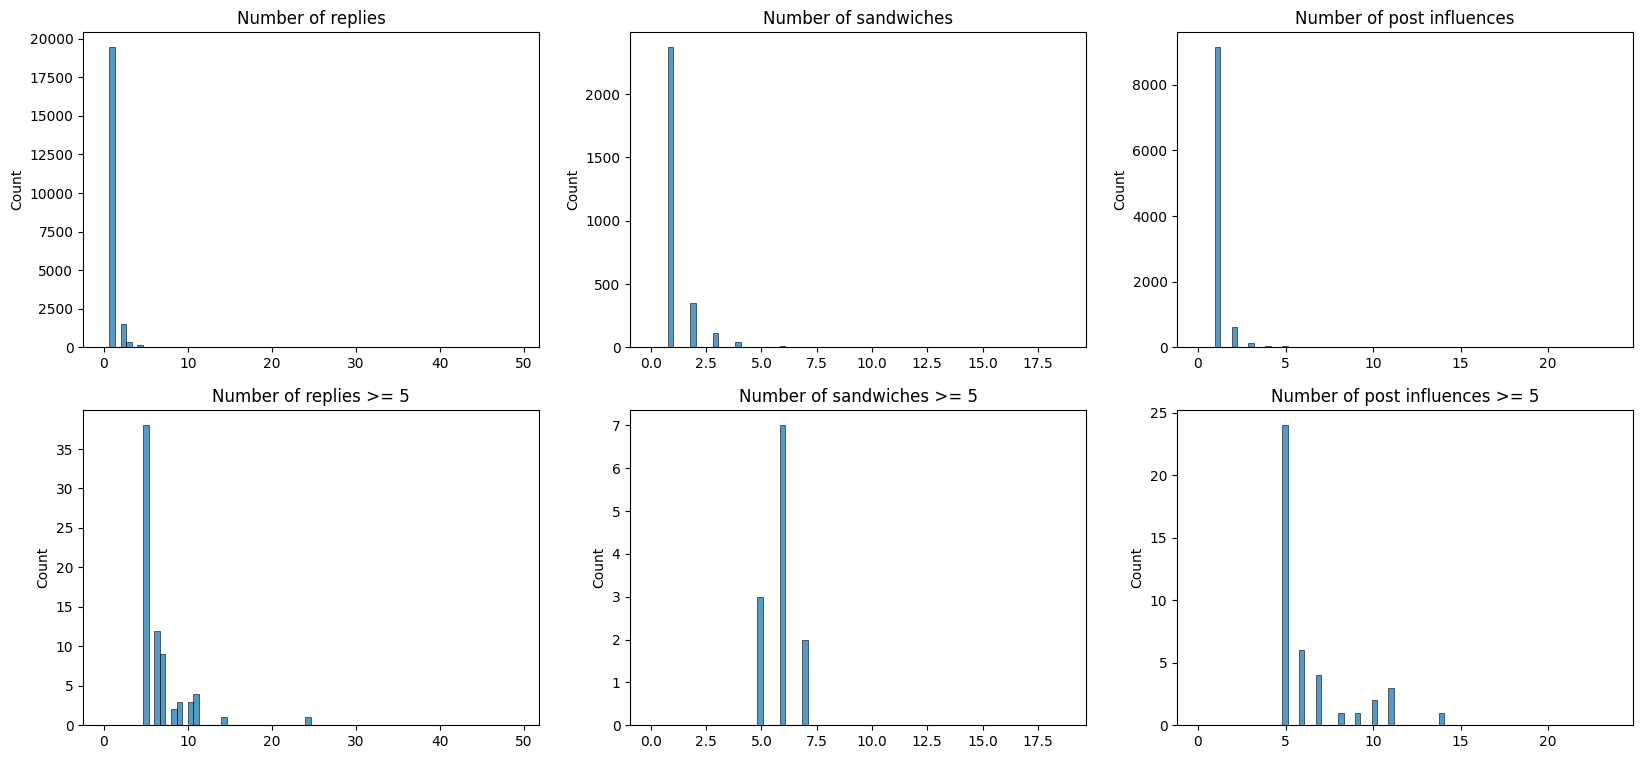 Number of replies
20000
17500
15000
12500
10000
7500
5000
2500
0
Count
0 10 20 30 40 50
Number of sandwiches
2000
1500
1000
500
0
Count
0.0 2.5 5.0 7.5 10.0 12.5 15.0 17.5
Number of post influences
8000
6000
4000
2000
0
Count
0 5 10 15 20
Number of replies >= 5
35
30
25
20
15
10
5
0
Count
0 10 20 30 40 50
Number of sandwiches >= 5
7
6
5
4
3
2
1
0
Count
0.0 2.5 5.0 7.5 10.0 12.5 15.0 17.5
Number of post influences >= 5
25
20
15
10
5
0
Count
0 5 10 15 20